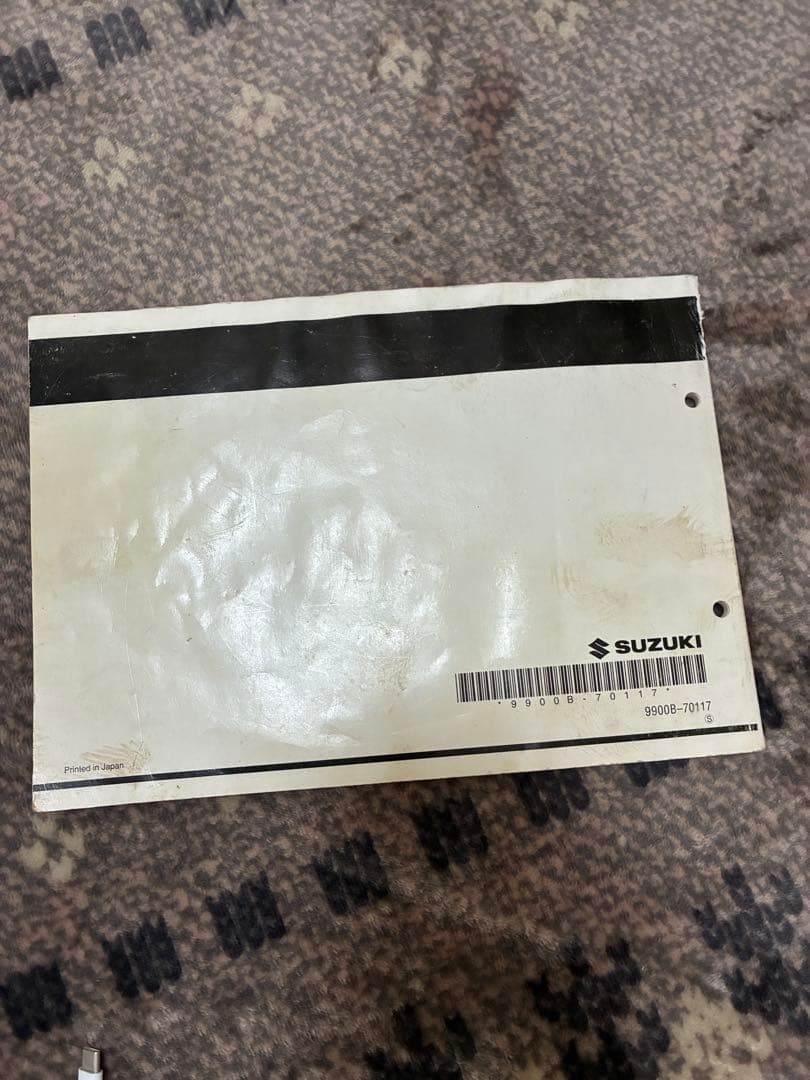 SUZUKI
*9900B-70117*
9900B-70117
Ⓢ
Printed in Japan